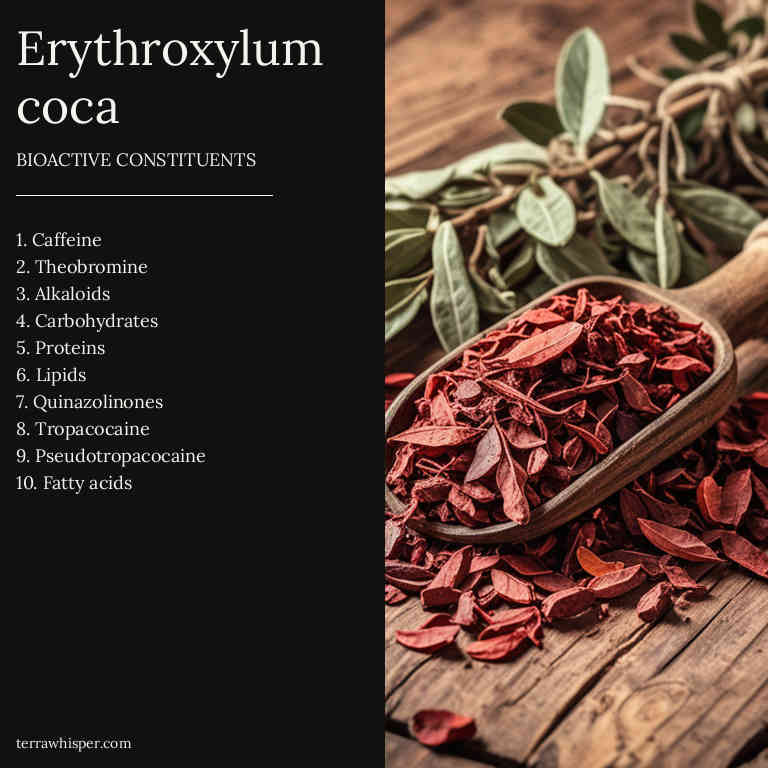 Erythroxylum
coca
BIOACTIVE CONSTITUENTS
1. Caffeine
2. Theobromine
3. Alkaloids
4. Carbohydrates
5. Proteins
6. Lipids
7. Quinazolinones
8. Tropacocaine
9. Pseudotropacocaine
10. Fatty acids
terrawhisper.com